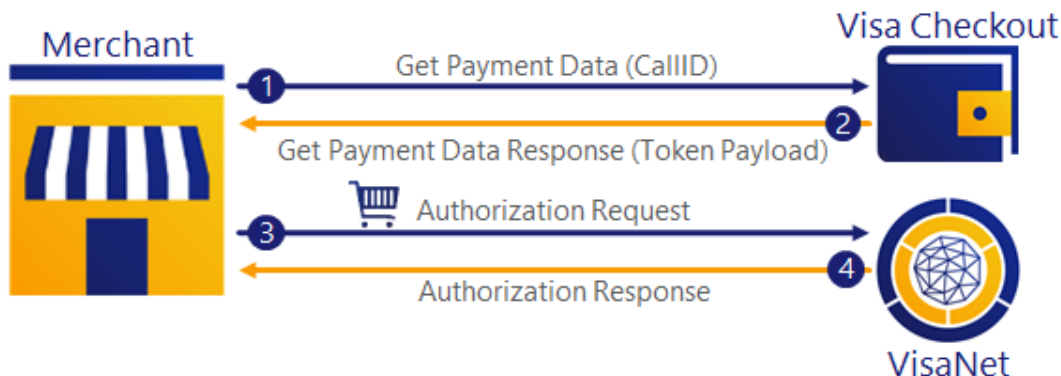 Merchant
Visa Checkout
Get Payment Data (CallID)
1
2
Get Payment Data Response (Token Payload)
Authorization Request
3
4
Authorization Response
VisaNet